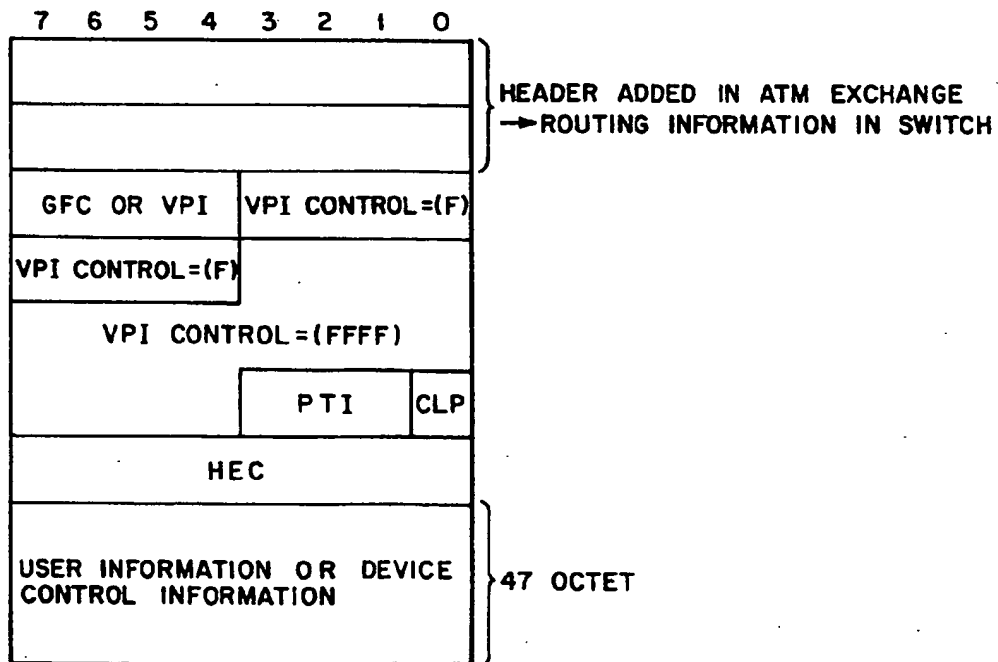 7 6 5 4 3 2 1 0
HEADER ADDED IN ATM EXCHANGE
→ROUTING INFORMATION IN SWITCH
GFC OR VPI
VPI CONTROL=(F)
VPI CONTROL=(F)
VPI CONTROL=(FFFF)
PTI
CLP
HEC
USER INFORMATION OR DEVICE
CONTROL INFORMATION
47 OCTET